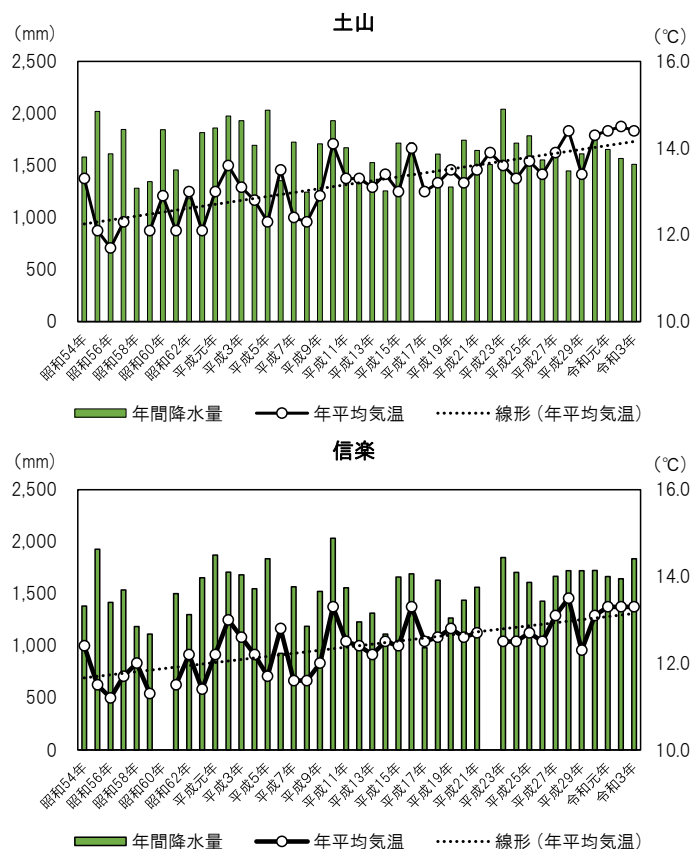 土山
(mm)
(℃)
2,500
2,000
1,500
1,000
500
0
16.0
14.0
12.0
10.0
昭和54年
昭和56年
昭和58年
昭和60年
昭和62年
平成元年
平成3年
平成5年
平成7年
平成9年
平成11年
平成13年
平成15年
平成17年
平成19年
平成21年
平成23年
平成25年
平成27年
平成29年
令和元年
令和3年
年間降水量 年平均気温 線形(年平均気温)
信楽
(mm)
(℃)
2,500
2,000
1,500
1,000
500
0
16.0
14.0
12.0
10.0
昭和54年
昭和56年
昭和58年
昭和60年
昭和62年
平成元年
平成3年
平成5年
平成7年
平成9年
平成11年
平成13年
平成15年
平成17年
平成19年
平成21年
平成23年
平成25年
平成27年
平成29年
令和元年
令和3年
年間降水量 年平均気温 線形(年平均気温)